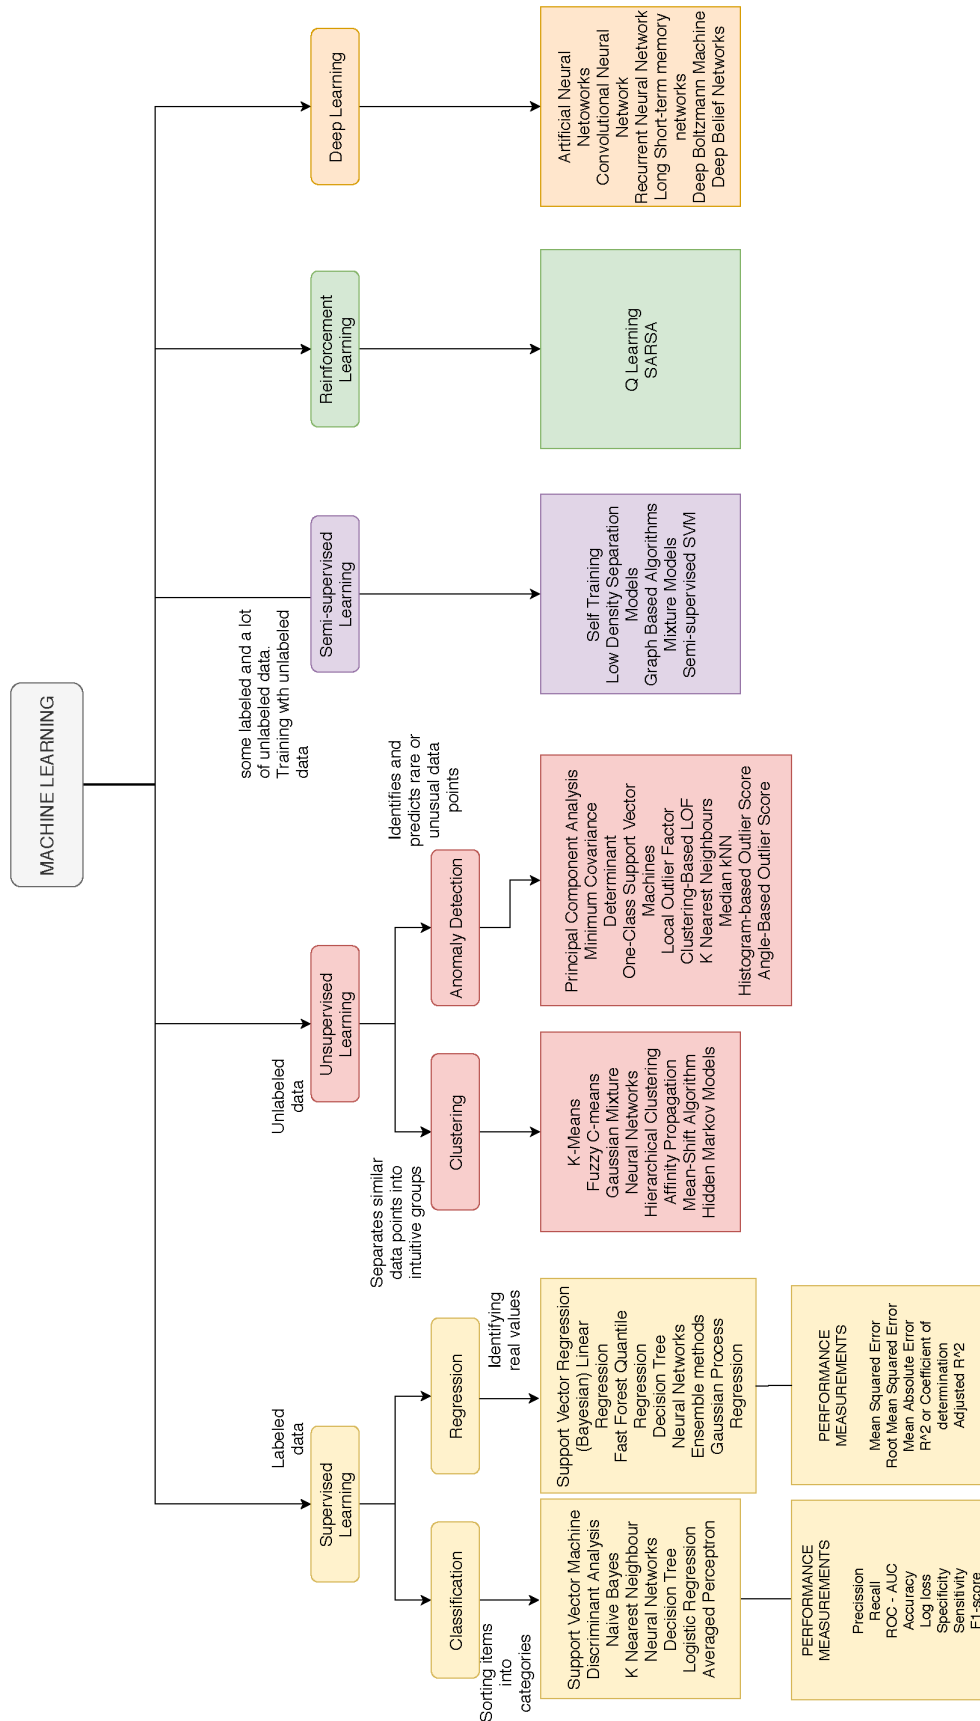 MACHINE LEARNING
Labeled
data
Supervised
Learning
Unlabeled
data
Unsupervised
Learning
some labeled and a lot
of unlabeled data.
Training wth unlabeled
data
Semi-supervised
Learning
Reinforcement
Learning
Deep Learning
Sorting items
into
categories
Classification
Regression
Identifying
real values
Separates similar
data points into
intuitive groups
Clustering
Anomaly Detection
Identifies and
predicts rare or
unusual data
points
Support Vector Machine
Discriminant Analysis
Naive Bayes
K Nearest Neighbour
Neural Networks
Decision Tree
Logistic Regression
Averaged Perceptron
Support Vector Regression
(Bayesian) Linear
Regression
Fast Forest Quantile
Regression
Decision Tree
Neural Networks
Ensemble methods
Gaussian Process
Regression
K-Means
Fuzzy C-means
Gaussian Mixture
Neural Networks
Hierarchical Clustering
Affinity Propagation
Mean-Shift Algorithm
Hidden Markov Models
Principal Component Analysis
Minimum Covariance
Determinant
One-Class Support Vector
Machines
Local Outlier Factor
Clustering-Based LOF
K Nearest Neighbours
Median kNN
Histogram-based Outlier Score
Angle-Based Outlier Score
Self Training
Low Density Separation
Models
Graph Based Algorithms
Mixture Models
Semi-supervised SVM
Q Learning
SARSA
Artificial Neural
Netoworks
Convolutional Neural
Network
Recurrent Neural Network
Long Short-term memory
networks
Deep Boltzmann Machine
Deep Belief Networks
PERFORMANCE
MEASUREMENTS
Precision
Recall
ROC - AUC
Accuracy
Log loss
Specificity
Sensitivity
F1-score
PERFORMANCE
MEASUREMENTS
Mean Squared Error
Root Mean Squared Error
Mean Absolute Error
R^2 or Coefficient of
determination
Adjusted R^2